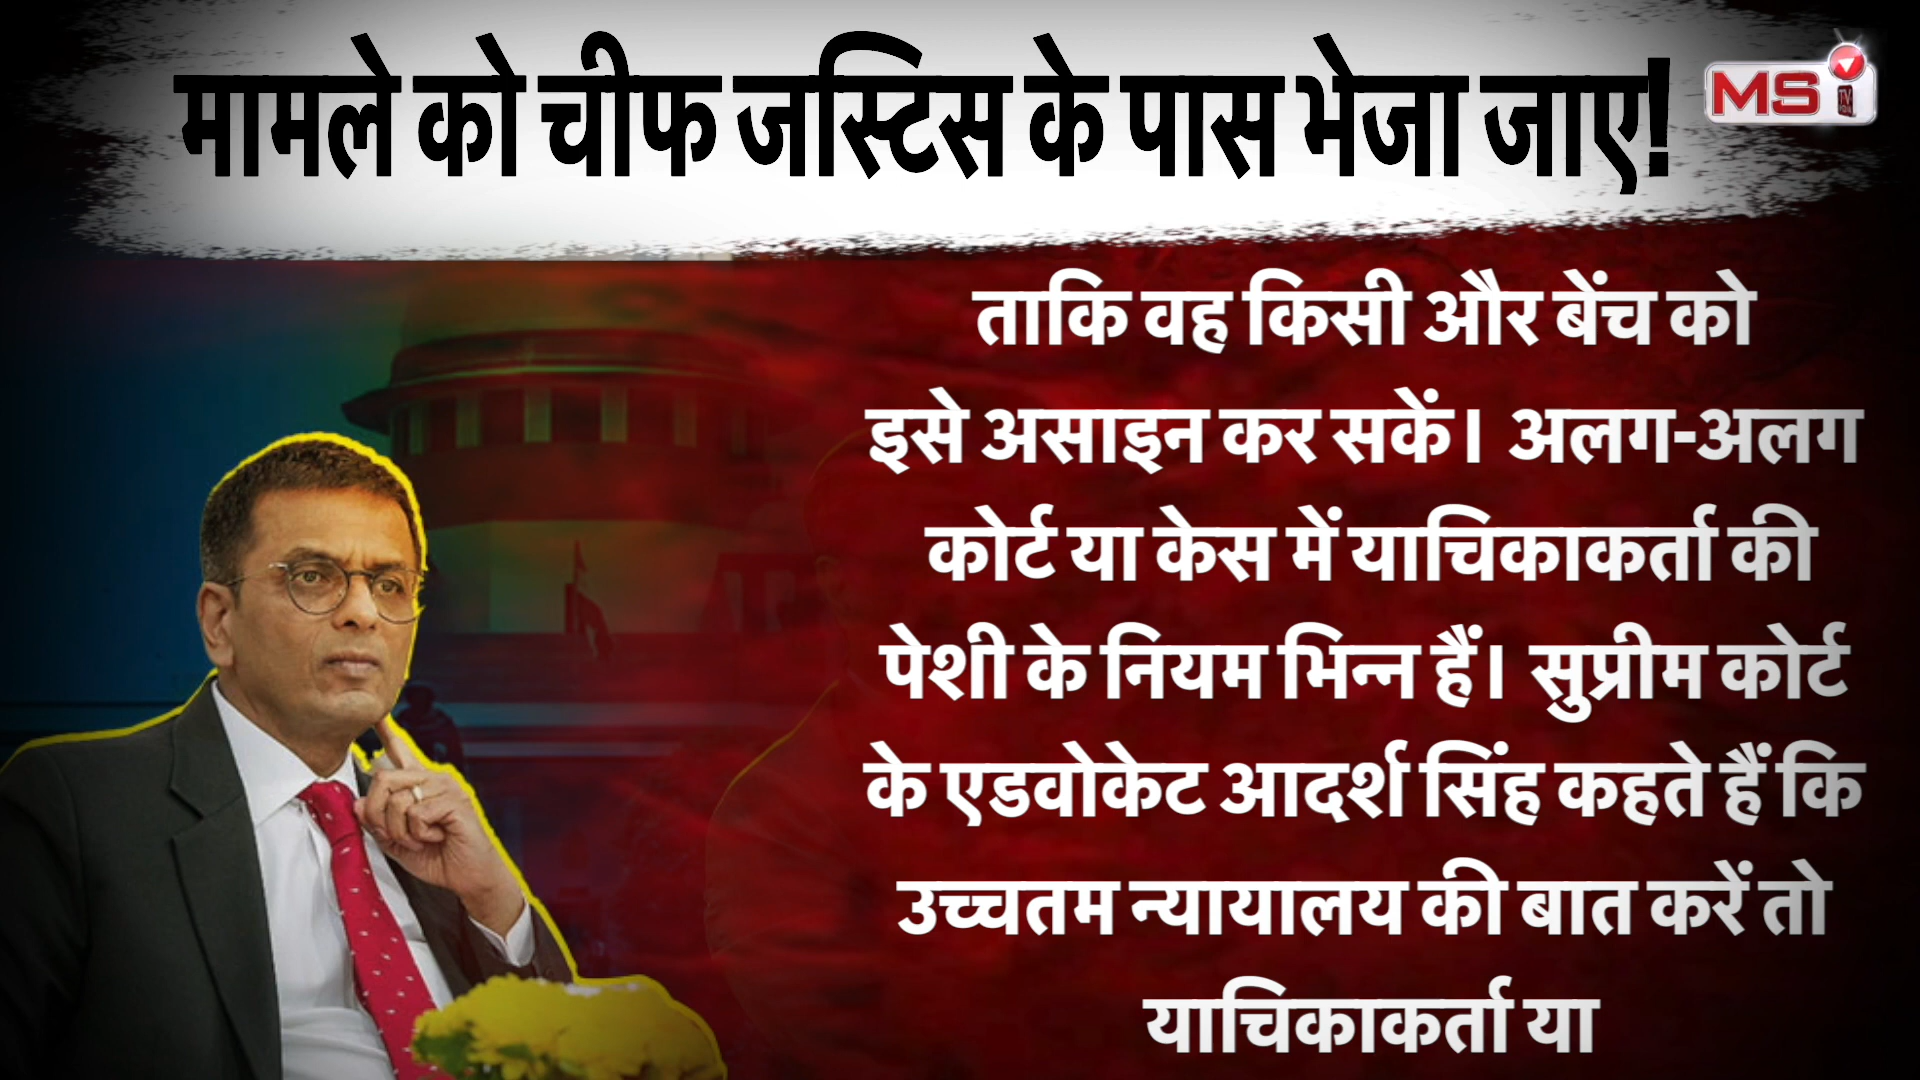 मामले को चीफ जस्टिस के पास भेजा जाए!
MS
TV
ताकि वह किसी और बेंच को
इसे असाइन कर सकें। अलग-अलग
कोर्ट या केस में याचिकाकर्ता की
पेशी के नियम भिन्न हैं। सुप्रीम कोर्ट
के एडवोकेट आदर्श सिंह कहते हैं कि
उच्चतम न्यायालय की बात करें तो
याचिकाकर्ता या